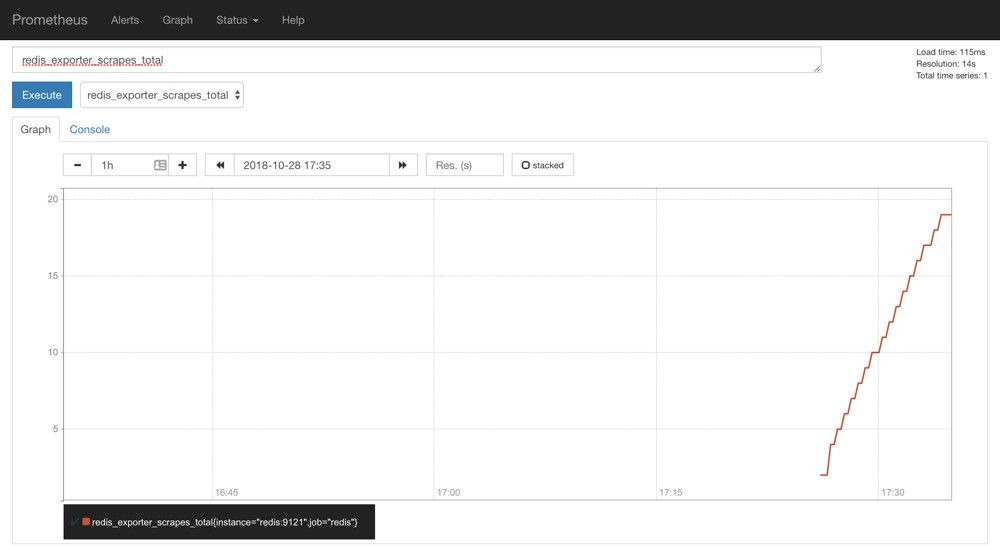 Prometheus Alerts Graph Status Help
redis_exporter_scrapes_total
Load time: 115ms
Resolution: 14s
Total time series: 1
Execute redis_exporter_scrapes_total
Graph Console
1h 2018-10-28 17:35 Res. (s) stacked
20
15
10
5
16:45 17:00 17:15 17:30
redis_exporter_scrapes_total{instance="redis:9121",job="redis"}